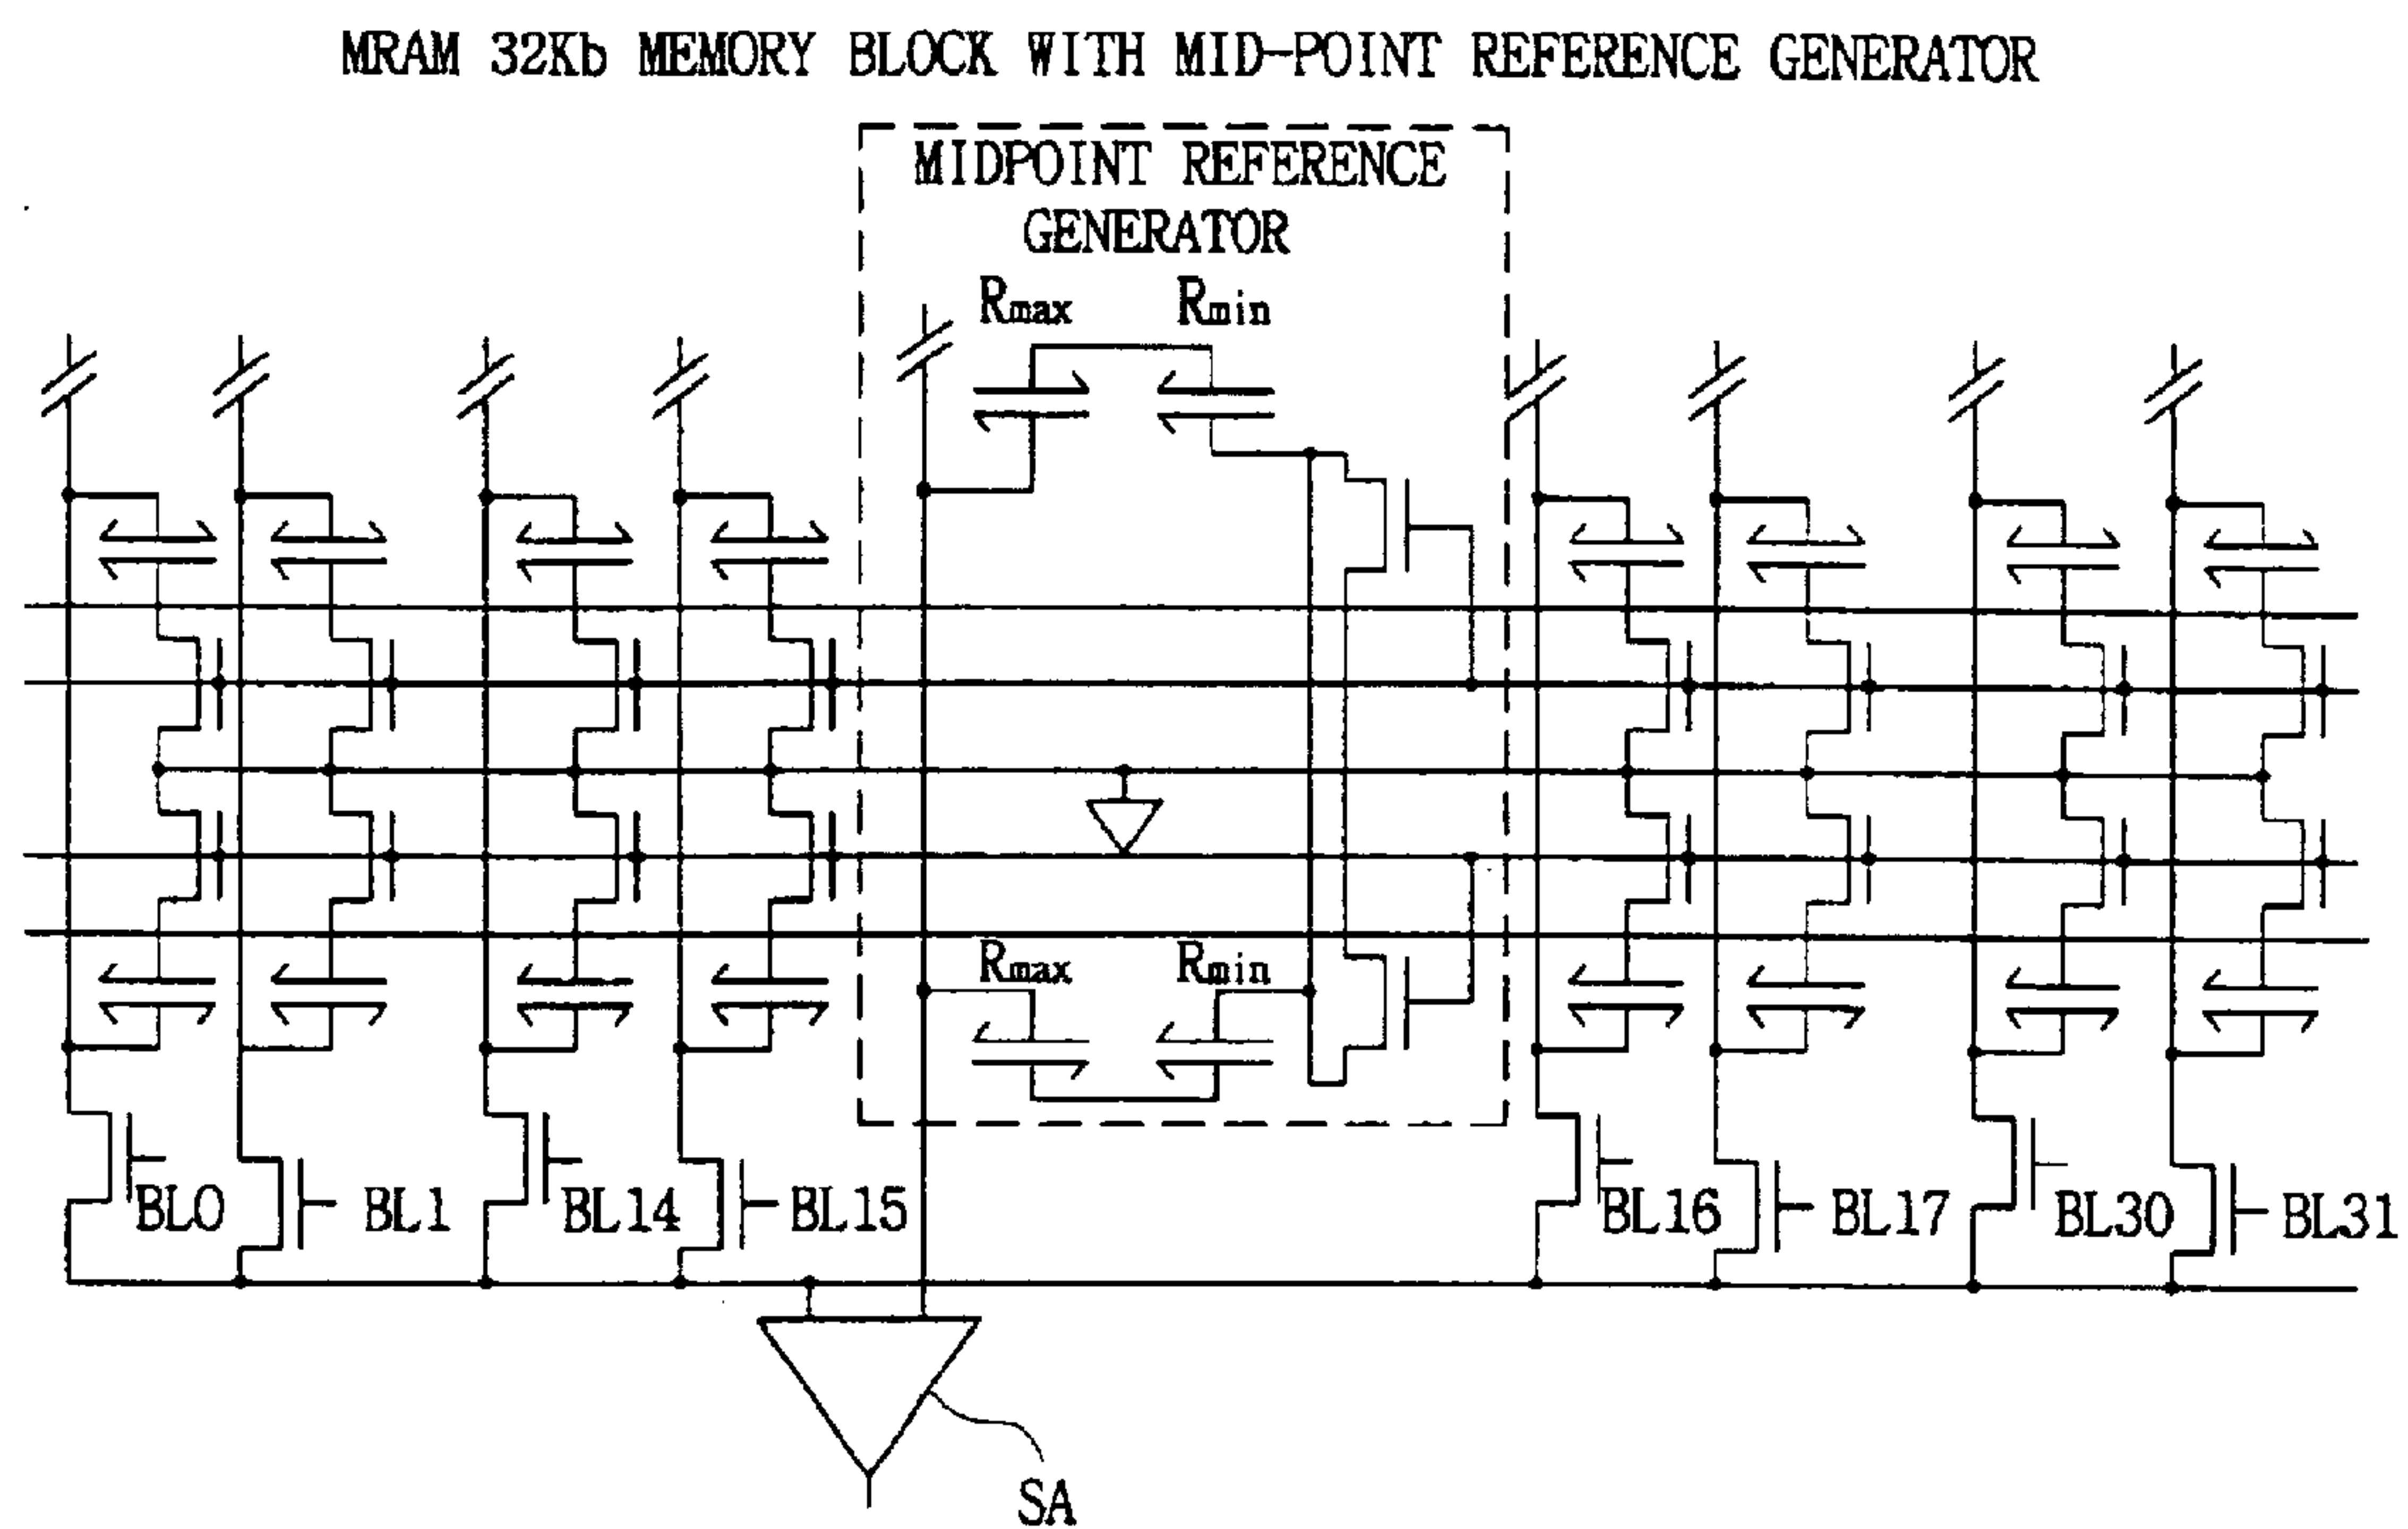 MRAM 32Kb MEMORY BLOCK WITH MID-POINT REFERENCE GENERATOR
MIDPOINT REFERENCE
GENERATOR
Rmax Rmin
Rmax Rmin
BL0 BL1 BL14 BL15 BL16 BL17 BL30 BL31
SA